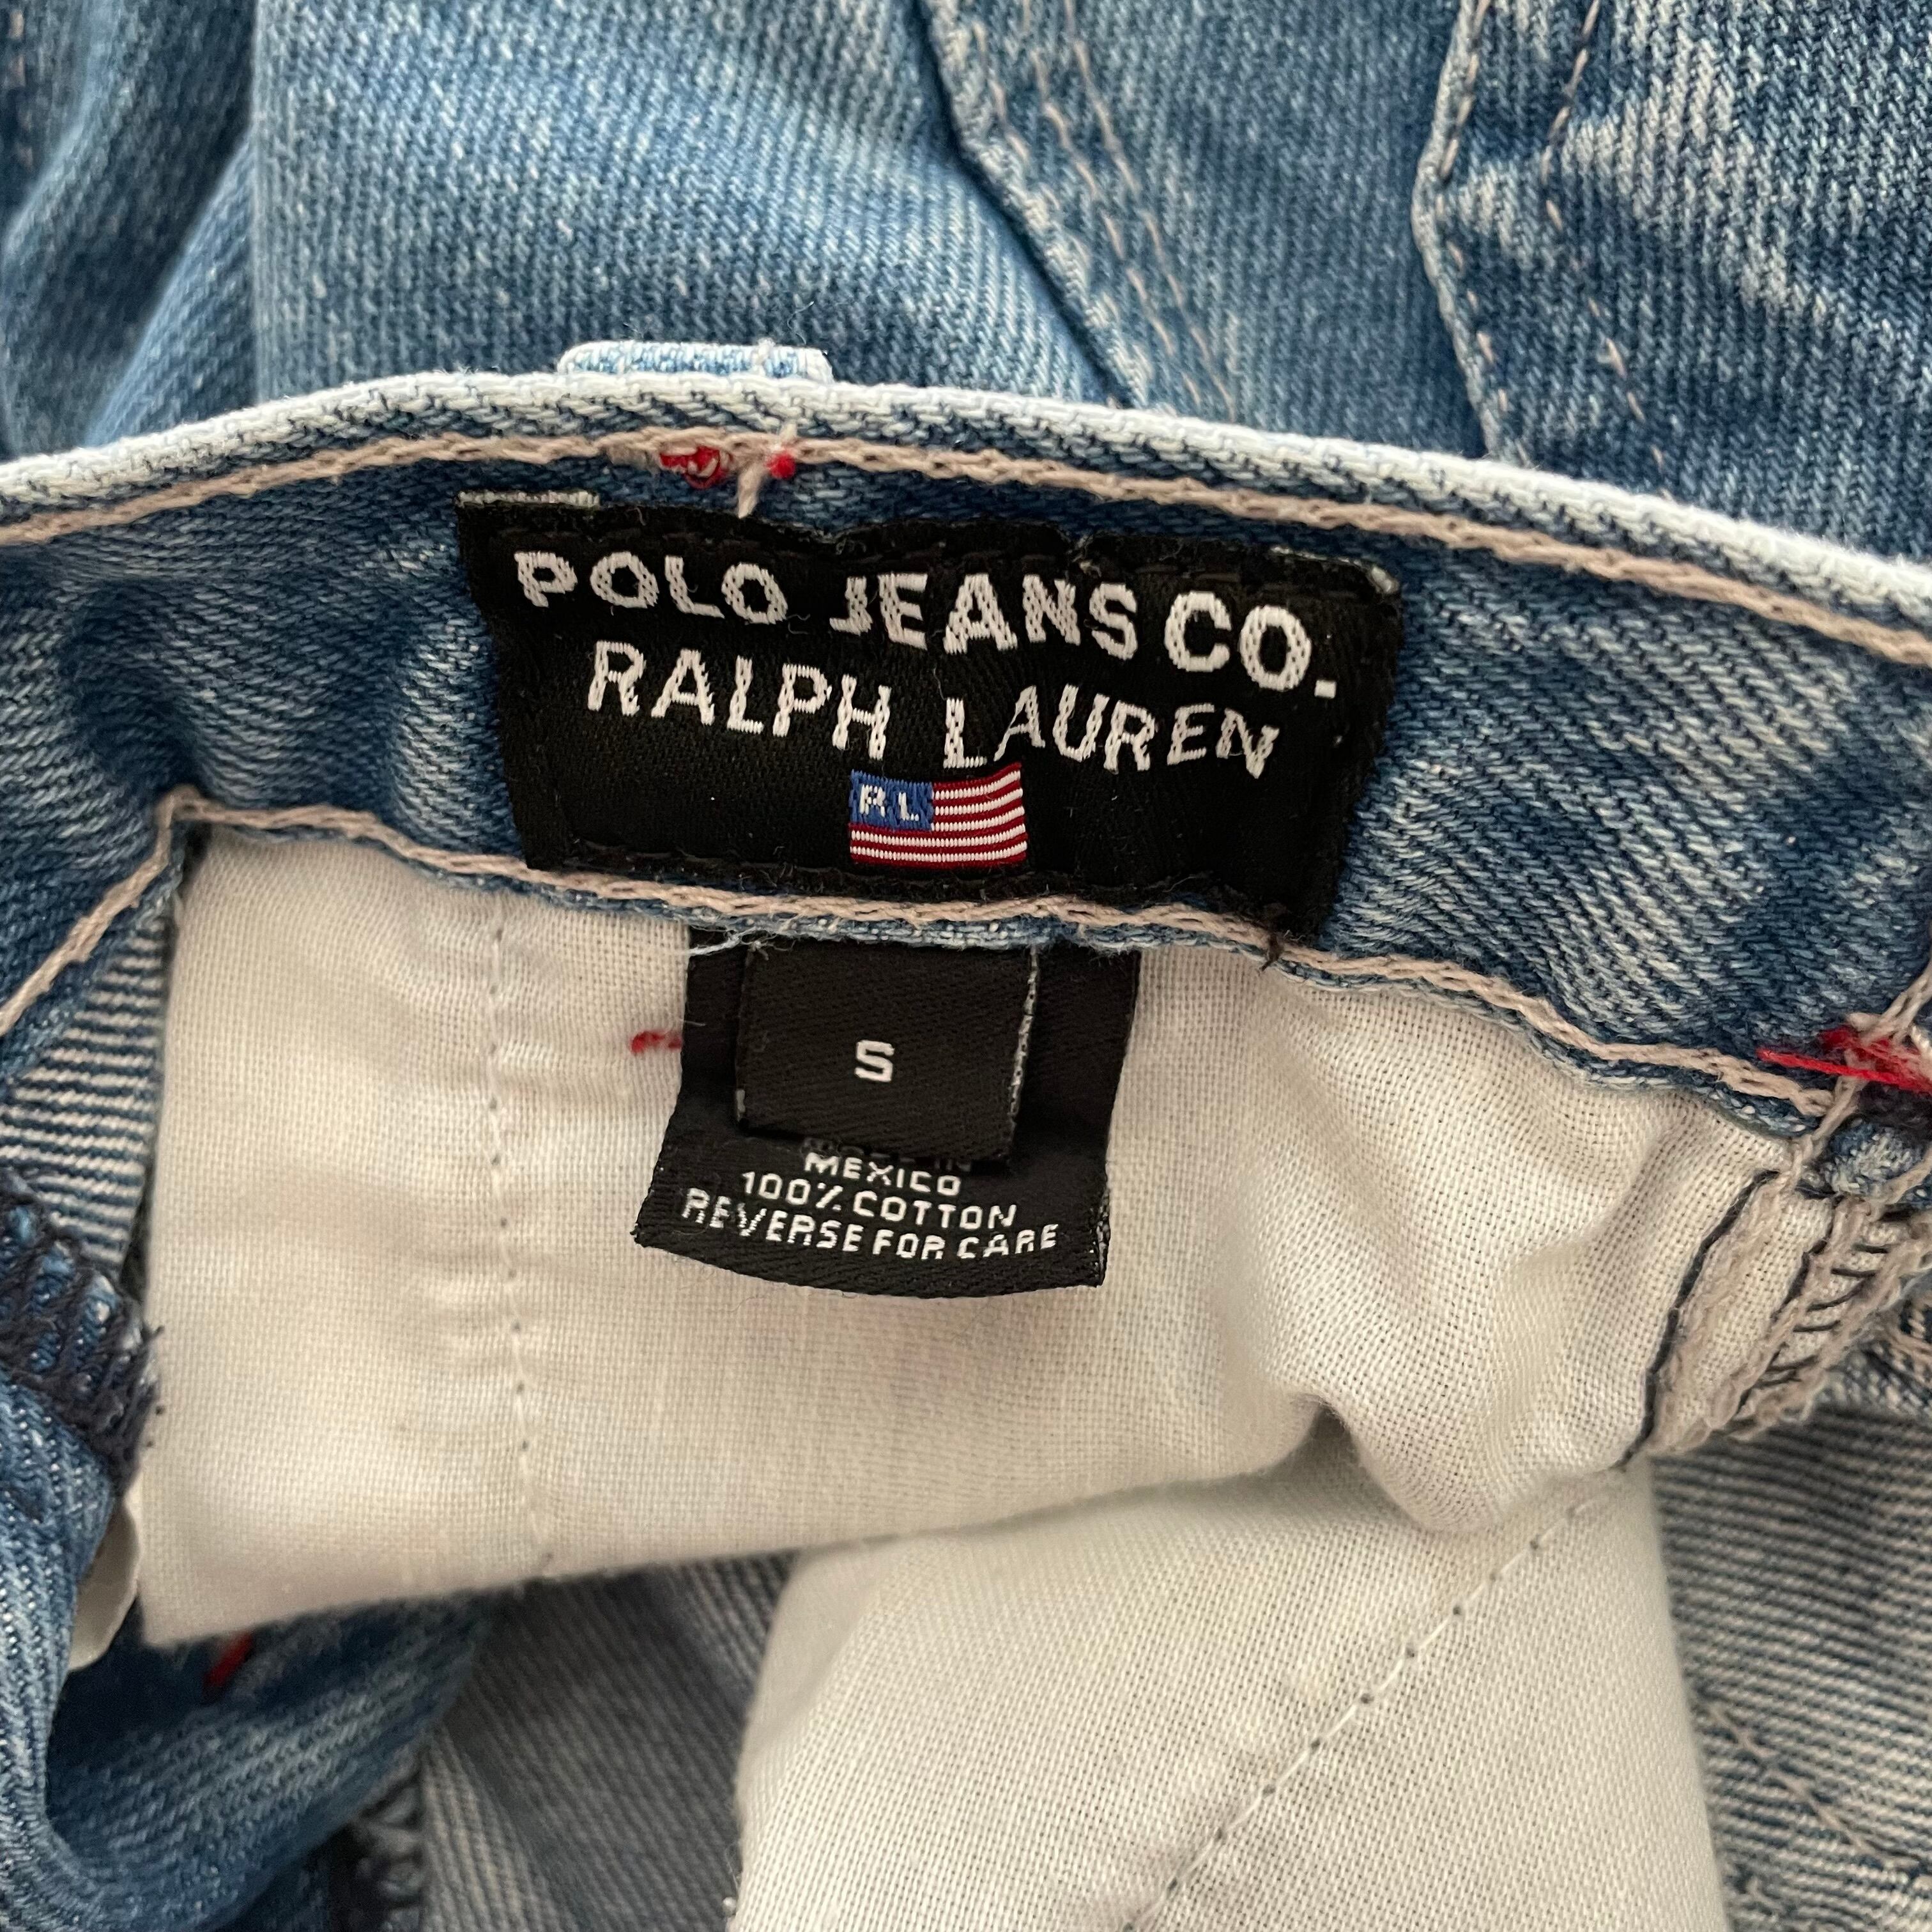 POLO JEANS CO.
RALPH LAUREN
RL
S
MEXICO
100% COTTON
REVERSE FOR CARE